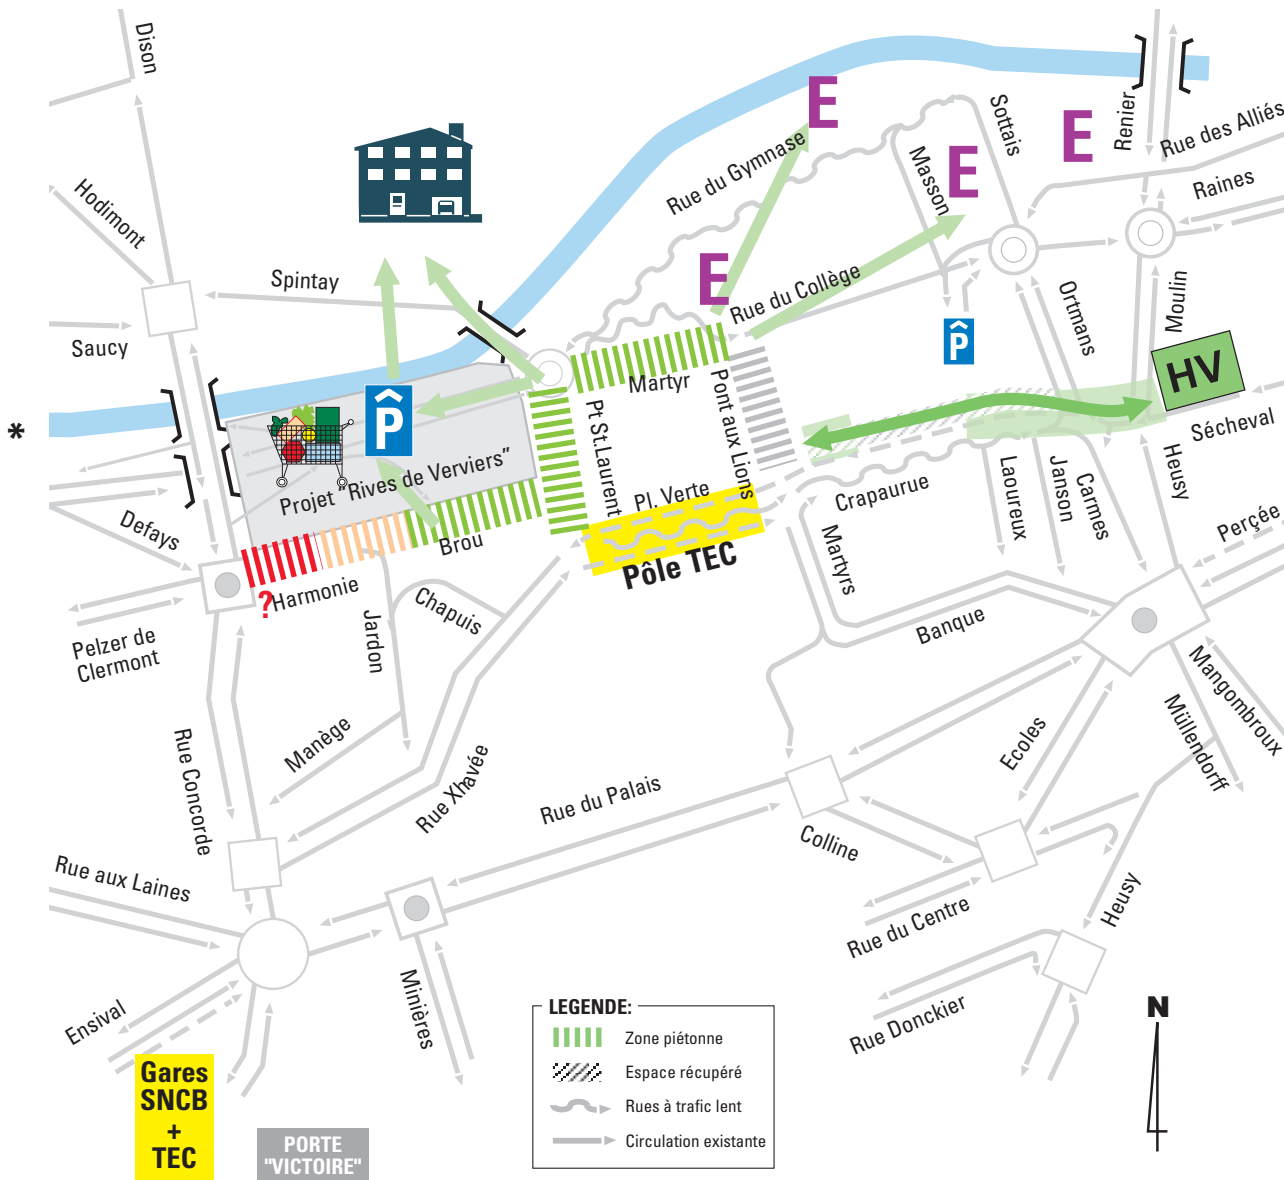 Dison
Hodimont
Spintay
Saucy
*
Defays
Pelzer de
Clermont
Projet "Rives de Verviers"
P
?
Harmonie
Brou
Jardon
Chapuis
Manège
Rue Concorde
Rue Xhavée
Rue aux Laines
Ensival
Gares
SNCB
+
TEC
PORTE
"VICTOIRE"
Minières
Rue du Palais
Martyr
Pt St.Laurent
Pont aux Lions
Pl. Verte
Pôle TEC
Rue du Gymnase
E
E
E
E
Rue du Collège
Masson
Sottais
Renier
Rue des Alliés
Raines
P
Ortmans
Moulin
HV
Sécheval
Heusy
Perçée
Crapaurue
Laoureux
Janson
Carmes
Martyrs
Banque
Mangombroux
Müllendorff
Ecoles
Colline
Rue du Centre
Heusy
Rue Donckier
LEGENDE:
Zone piétonne
Espace récupéré
Rues à trafic lent
Circulation existante
N